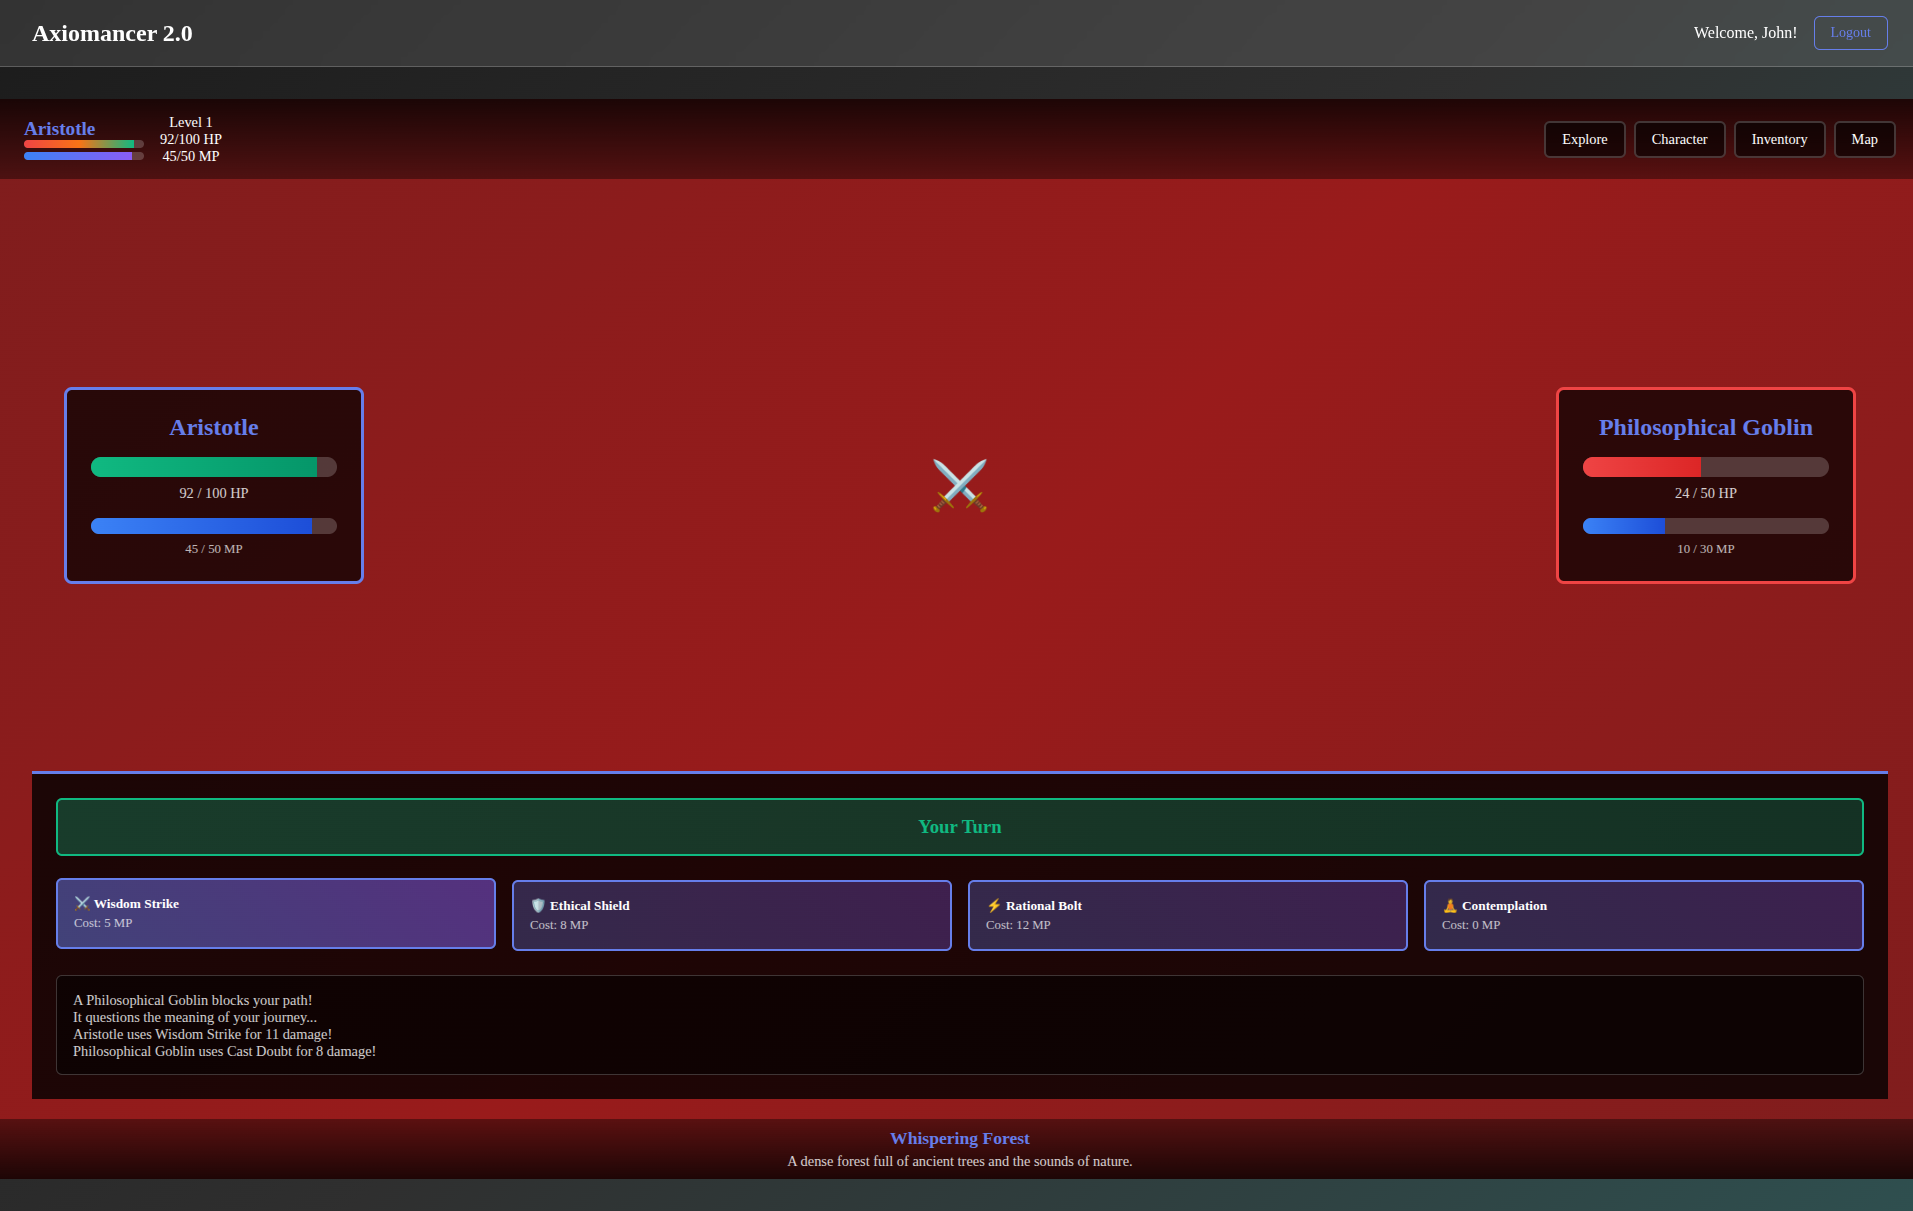 Axiomancer 2.0
Welcome, John!
Logout
Aristotle
Level 1
92/100 HP
45/50 MP
Explore
Character
Inventory
Map
Aristotle
92 / 100 HP
45 / 50 MP
Philosophical Goblin
24 / 50 HP
10 / 30 MP
Your Turn
⚔️ Wisdom Strike
Cost: 5 MP
🛡️ Ethical Shield
Cost: 8 MP
⚡ Rational Bolt
Cost: 12 MP
🧘 Contemplation
Cost: 0 MP
A Philosophical Goblin blocks your path!
It questions the meaning of your journey...
Aristotle uses Wisdom Strike for 11 damage!
Philosophical Goblin uses Cast Doubt for 8 damage!
Whispering Forest
A dense forest full of ancient trees and the sounds of nature.